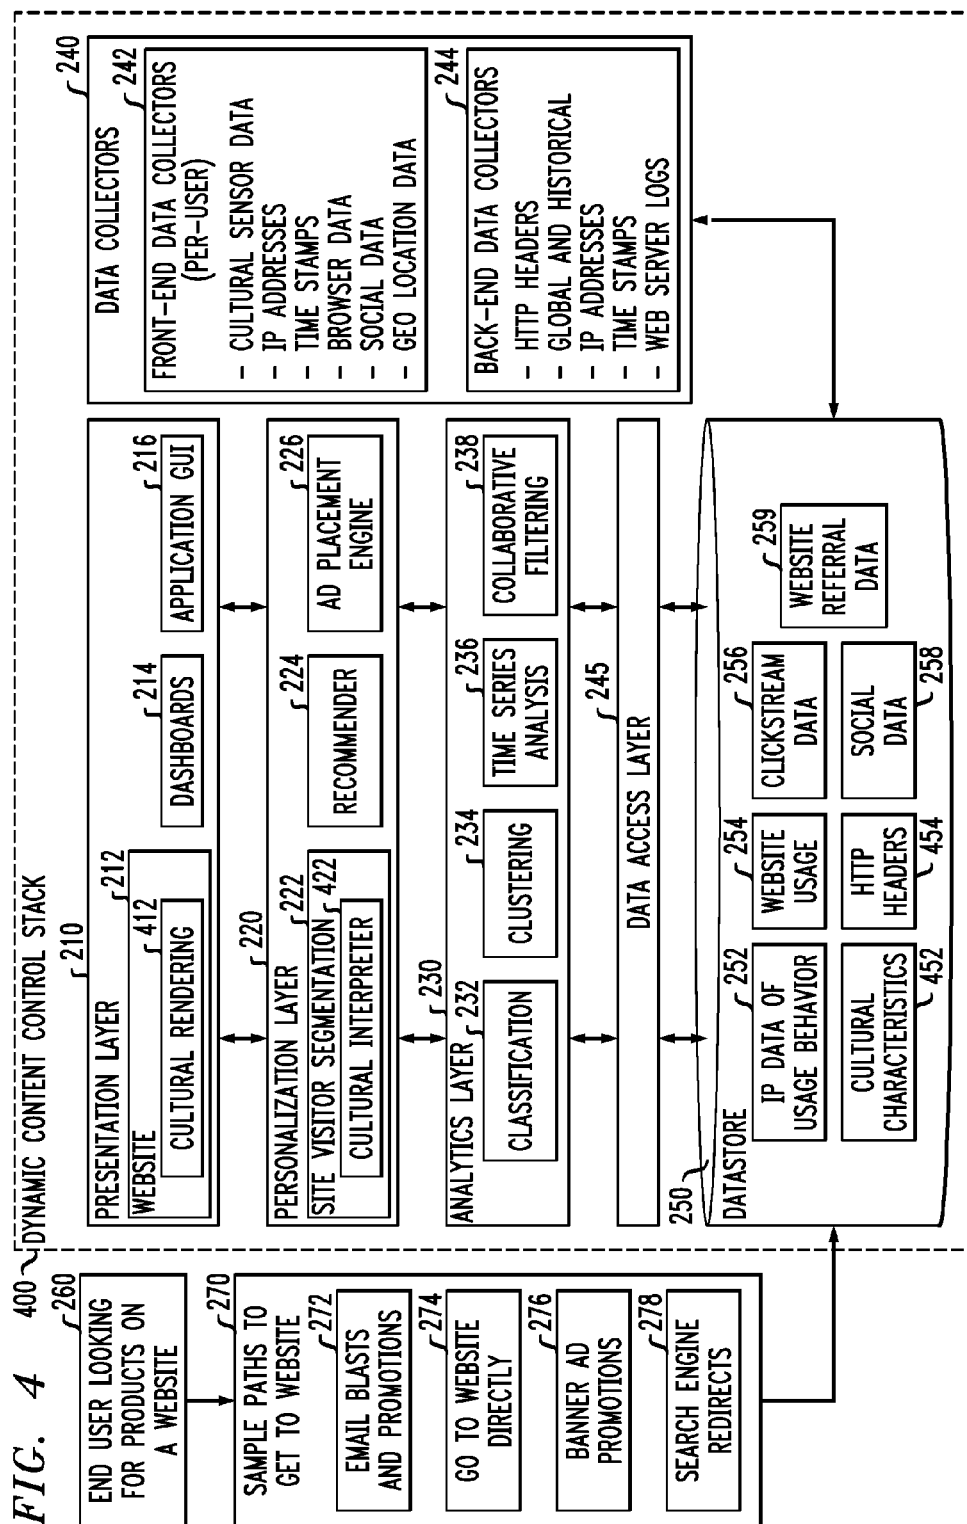 FIG. 4
400
DYNAMIC CONTENT CONTROL STACK
260
END USER LOOKING
FOR PRODUCTS ON
A WEBSITE
270
SAMPLE PATHS TO
GET TO WEBSITE
272
EMAIL BLASTS
AND PROMOTIONS
274
GO TO WEBSITE
DIRECTLY
276
BANNER AD
PROMOTIONS
278
SEARCH ENGINE
REDIRECTS
210
PRESENTATION LAYER
212
WEBSITE
412
CULTURAL RENDERING
214
DASHBOARDS
216
APPLICATION GUI
220
PERSONALIZATION LAYER
222
SITE VISITOR SEGMENTATION
422
CULTURAL INTERPRETER
224
RECOMMENDER
226
AD PLACEMENT
ENGINE
230
ANALYTICS LAYER
232
CLASSIFICATION
234
CLUSTERING
236
TIME SERIES
ANALYSIS
238
COLLABORATIVE
FILTERING
245
DATA ACCESS LAYER
250
DATASTORE
252
IP DATA OF
USAGE BEHAVIOR
254
WEBSITE
USAGE
256
CLICKSTREAM
DATA
259
WEBSITE
REFERRAL
DATA
CULTURAL
CHARACTERISTICS
452
HTTP
HEADERS
454
SOCIAL
DATA
258
240
DATA COLLECTORS
242
FRONT-END DATA COLLECTORS
(PER-USER)
- CULTURAL SENSOR DATA
- IP ADDRESSES
- TIME STAMPS
- BROWSER DATA
- SOCIAL DATA
- GEO LOCATION DATA
244
BACK-END DATA COLLECTORS
- HTTP HEADERS
- GLOBAL AND HISTORICAL
- IP ADDRESSES
- TIME STAMPS
- WEB SERVER LOGS